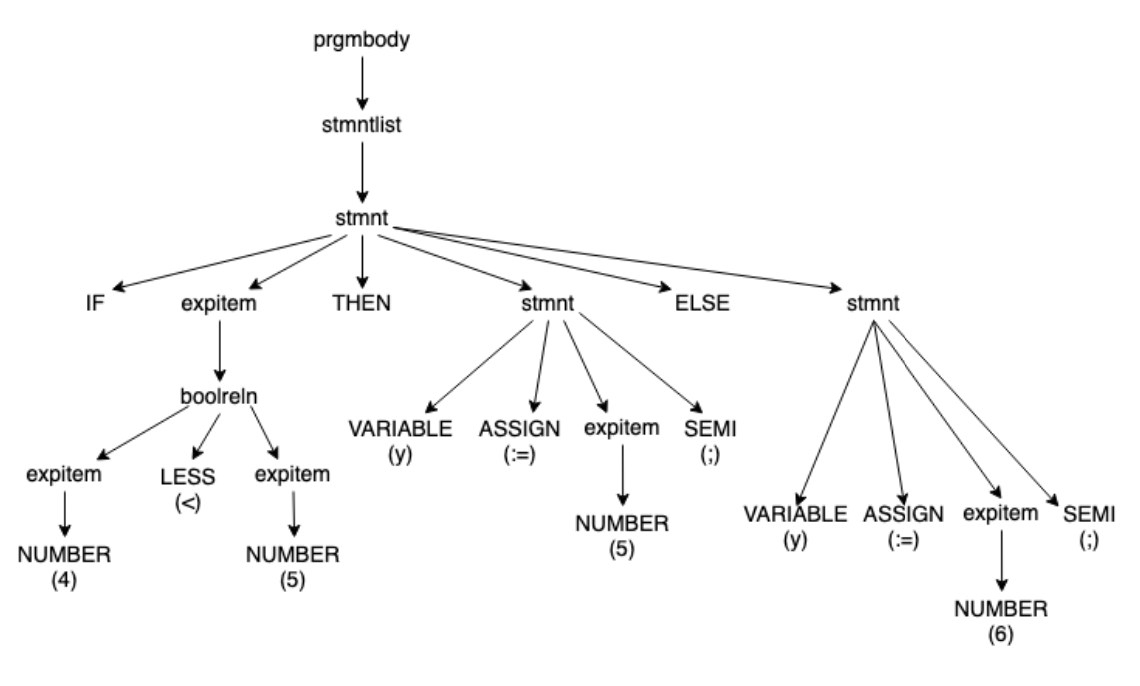 prgmbody
stmntlist
stmnt
IF expitem THEN stmnt ELSE stmnt
boolreln
VARIABLE ASSIGN expitem SEMI
(y) (:=) (;)
expitem LESS expitem
(<)
VARIABLE ASSIGN expitem SEMI
(y) (:=) (;)
NUMBER
(5)
NUMBER NUMBER
(4) (5)
NUMBER
(6)